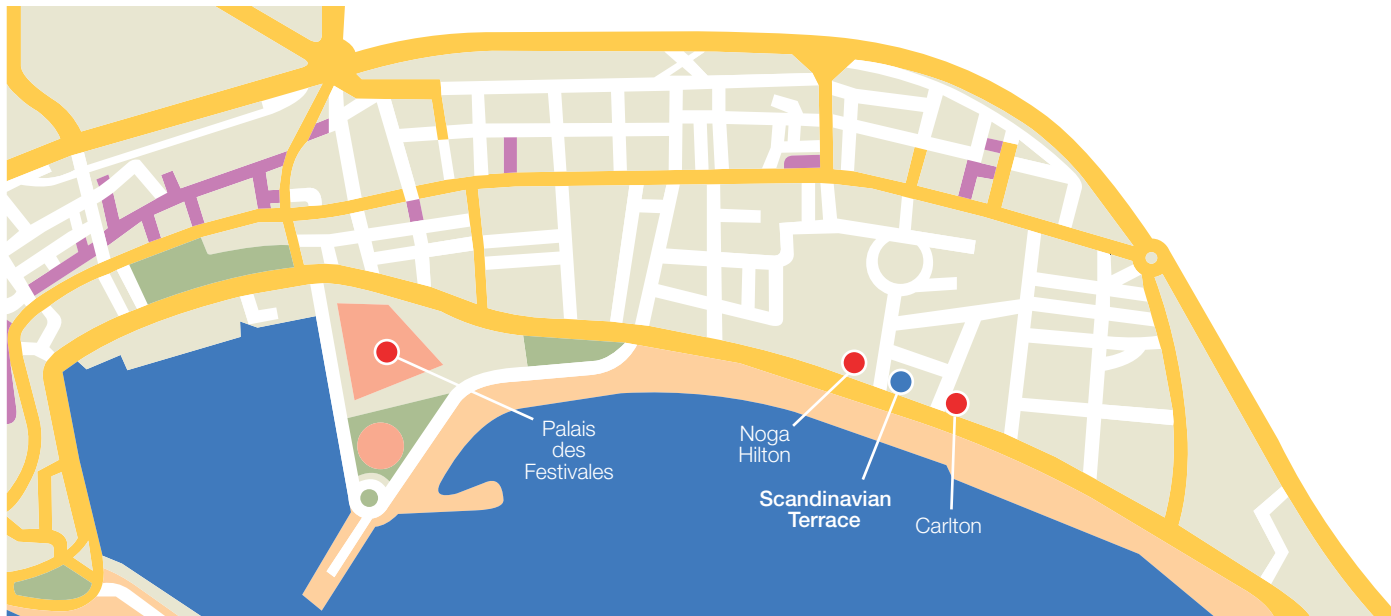 Palais
des
Festivales
Noga
Hilton
Scandinavian
Terrace
Carlton